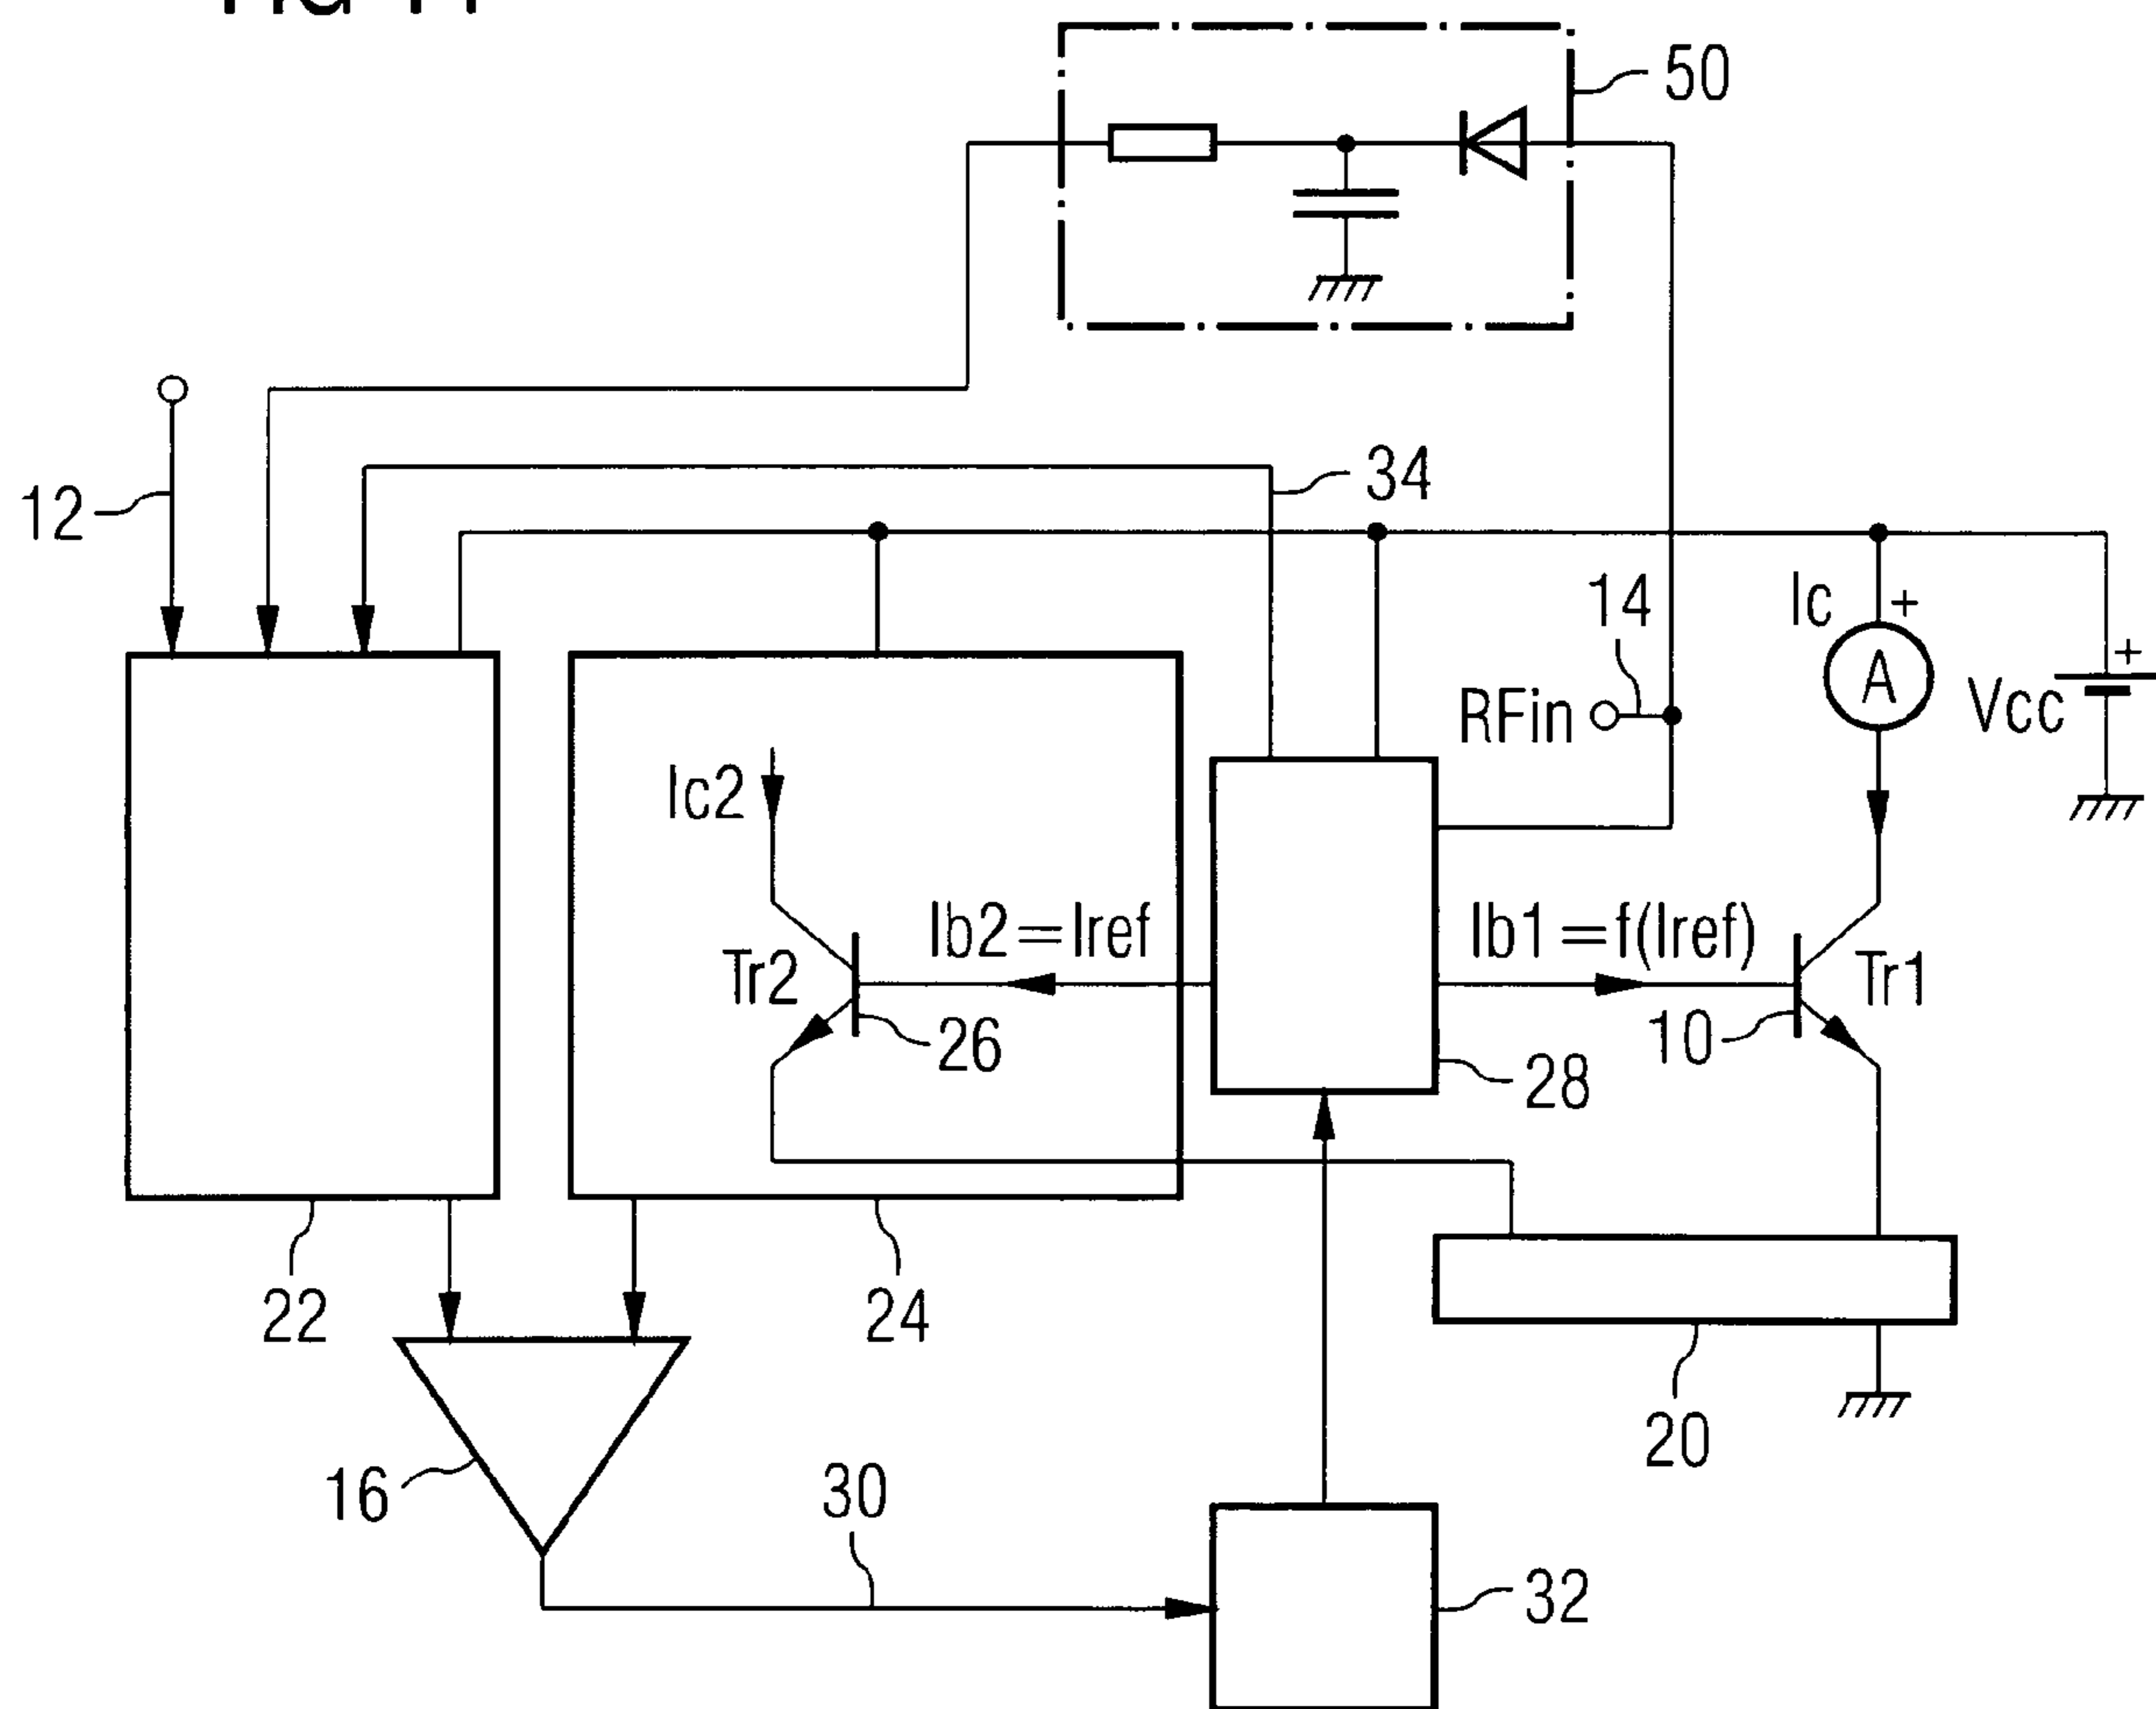 50
12
34
14
Ic
+
A
+
Vcc
RFin
Ic2
Ib2=Iref
Ib1=f(Iref)
Tr2
Tr1
26
10
28
22
24
20
16
30
32